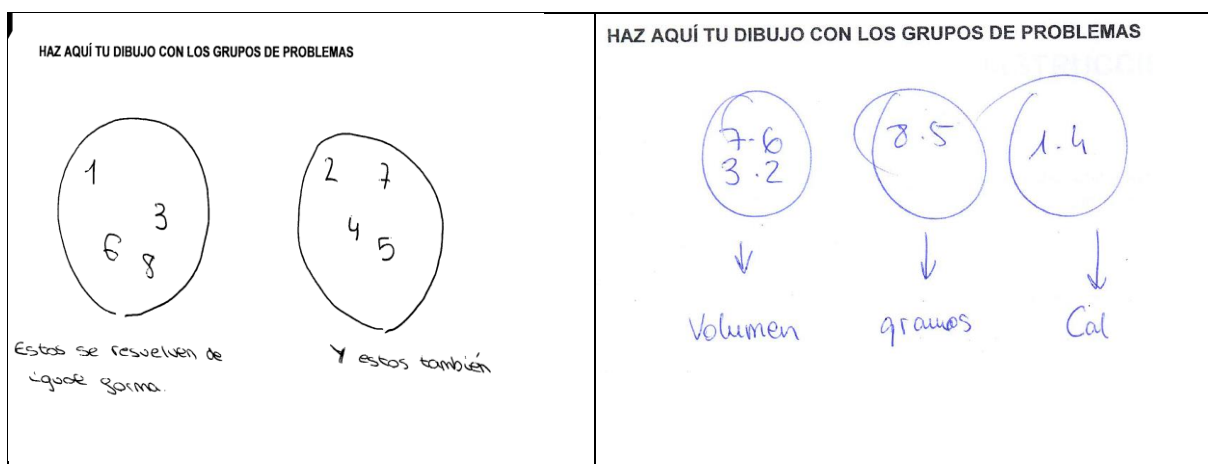 HAZ AQUÍ TU DIBUJO CON LOS GRUPOS DE PROBLEMAS
1
3
6 8
2 7
4
5
Estos se resuelven de
igual forma.
Y estos también
HAZ AQUÍ TU DIBUJO CON LOS GRUPOS DE PROBLEMAS
7-6
3.2
8.5
1.4
Volumen
gramos
Cal